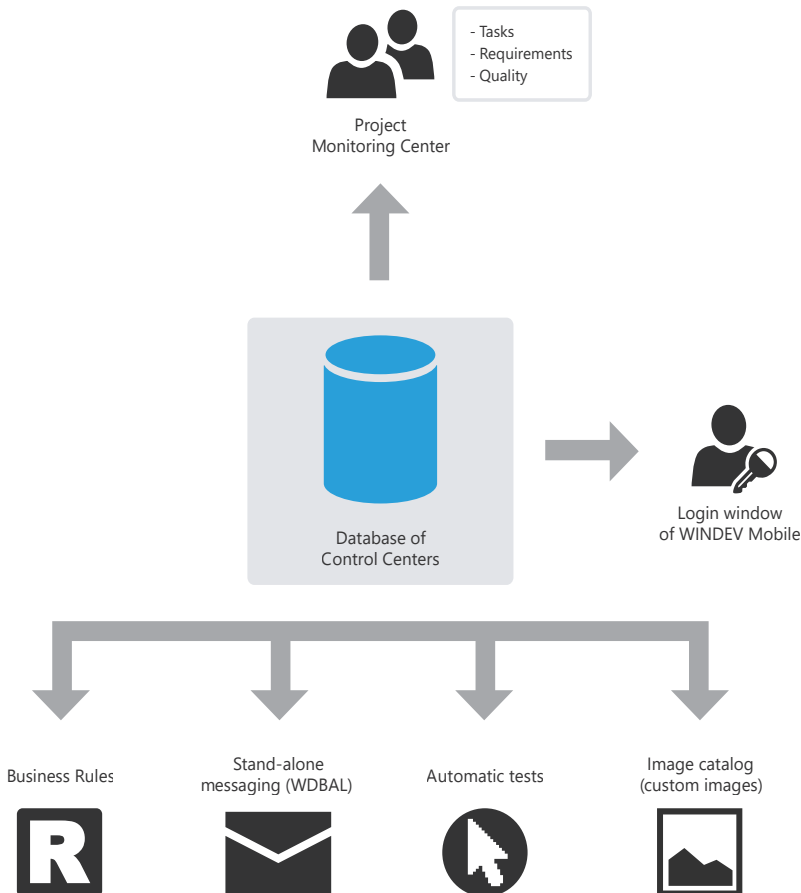 - Tasks
- Requirements
- Quality
Project
Monitoring Center
Database of
Control Centers
Login window
of WINDEV Mobile
Business Rules
Stand-alone
messaging (WDBAL)
Automatic tests
Image catalog
(custom images)
R